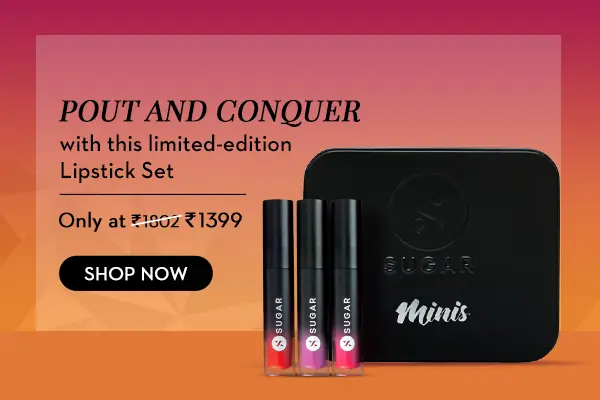 POUT AND CONQUER
with this limited-edition
Lipstick Set
Only at ₹1802 ₹1399
SHOP NOW
SUGAR
Minis
SUGAR
SUGAR
SUGAR